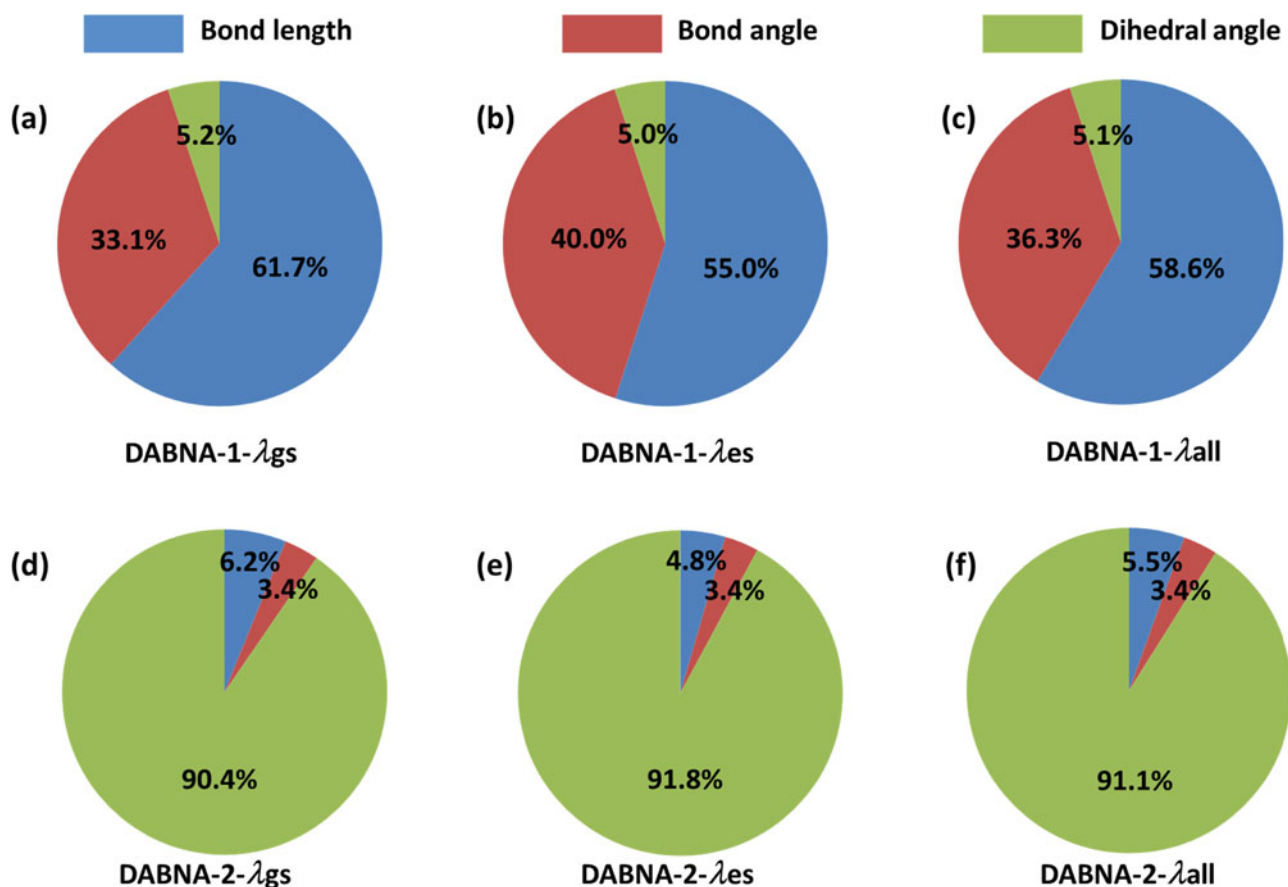 Bond length Bond angle Dihedral angle
(a) (b) (c)
5.2% 5.0% 5.1%
33.1% 40.0% 36.3%
61.7% 55.0% 58.6%
DABNA-1-λgs DABNA-1-λes DABNA-1-λall
(d) (e) (f)
6.2% 4.8% 5.5%
3.4% 3.4% 3.4%
90.4% 91.8% 91.1%
DABNA-2-λgs DABNA-2-λes DABNA-2-λall